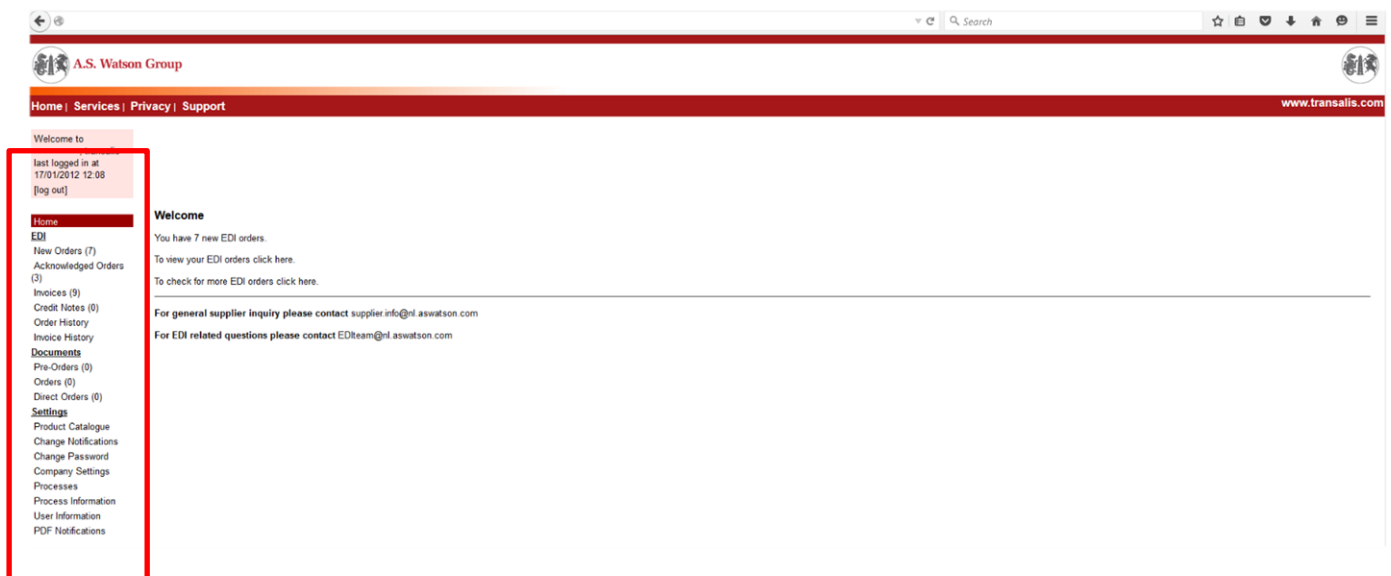 Search
A.S. Watson Group
Home | Services | Privacy | Support
www.transalis.com
Welcome to
last logged in at
17/01/2012 12:08
[log out]
Home
EDI
New Orders (7)
Acknowledged Orders
(3)
Invoices (9)
Credit Notes (0)
Order History
Invoice History
Documents
Pre-Orders (0)
Orders (0)
Direct Orders (0)
Settings
Product Catalogue
Change Notifications
Change Password
Company Settings
Processes
Process Information
User Information
PDF Notifications
Welcome
You have 7 new EDI orders.
To view your EDI orders click here.
To check for more EDI orders click here.
For general supplier inquiry please contact supplier.info@nl.aswatson.com
For EDI related questions please contact EDIteam@nl.aswatson.com